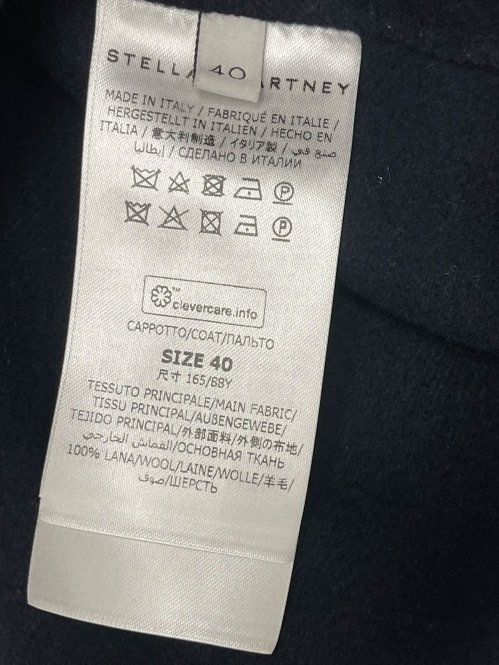 STELLA
40
ARTNEY
MADE IN ITALY / FABRIQUÉ EN ITALIE /
HERGESTELLT IN ITALIEN / HECHO EN
ITALIA / 意大利制造 / イタリア製 / صنع في
إيطاليا / СДЕЛАНО В ИТАЛИИ
P
P
™
clevercare.info
CAPPOTTO/COAT/ПАЛЬТО
SIZE 40
尺寸 165/88Y
TESSUTO PRINCIPALE/MAIN FABRIC/
TISSU PRINCIPAL/AUßENGEWEBE/
TEJIDO PRINCIPAL/外部面料/外側の布地/
القماش الخارجي/ОСНОВНАЯ ТКАНЬ
100% LANA/WOOL/LAINE/WOLLE/羊毛/
صوف/ШЕРСТЬ